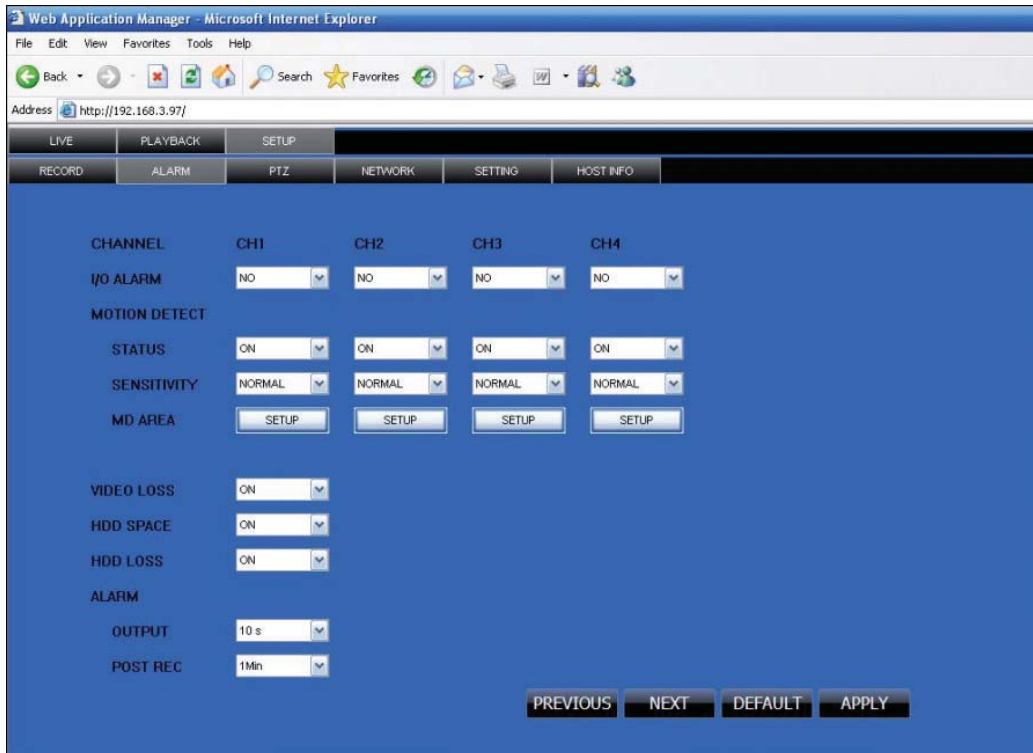 Web Application Manager - Microsoft Internet Explorer
File Edit View Favorites Tools Help
Back Search Favorites
Address http://192.168.3.97/
LIVE PLAYBACK SETUP
RECORD ALARM PTZ NETWORK SETTING HOST INFO
CHANNEL CH1 CH2 CH3 CH4
I/O ALARM NO NO NO NO
MOTION DETECT
STATUS ON ON ON ON
SENSITIVITY NORMAL NORMAL NORMAL NORMAL
MD AREA SETUP SETUP SETUP SETUP
VIDEO LOSS ON
HDD SPACE ON
HDD LOSS ON
ALARM
OUTPUT 10 s
POST REC 1Min
PREVIOUS NEXT DEFAULT APPLY